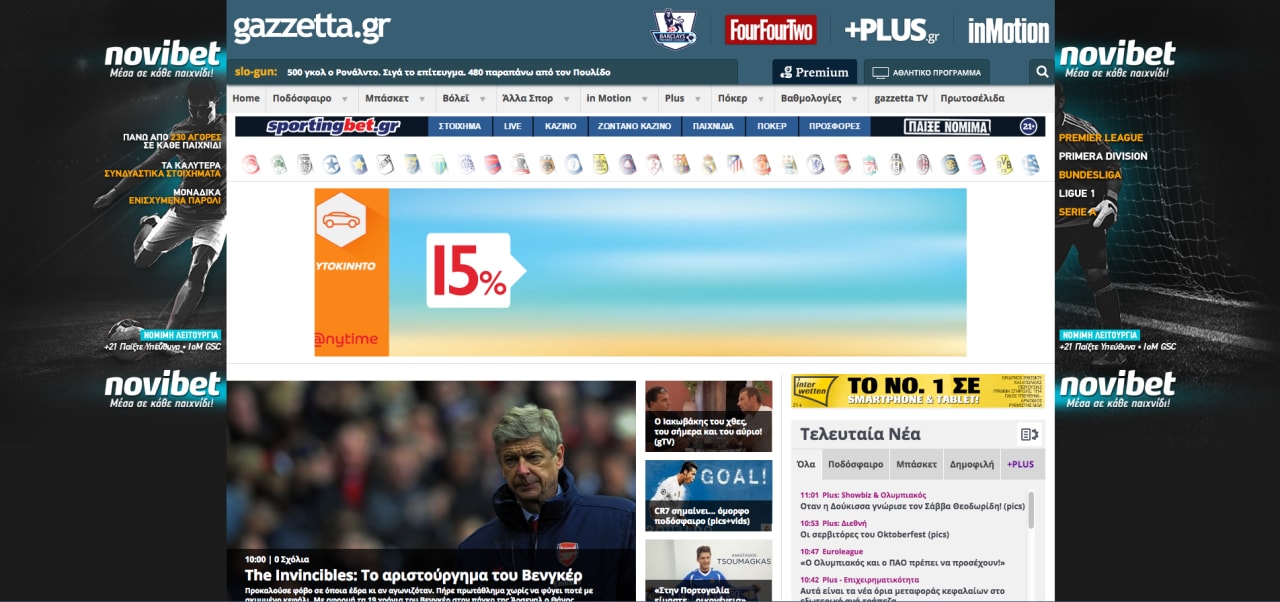 gazzetta.gr
BARCLAYS
FourFourTwo
+PLUS.gr
inMotion
slo-gun: 500 γκολ ο Ρονάλντο. Σιγά το επίτευγμα. 480 παραπάνω από τον Πουλίδο
Premium
ΑΘΛΗΤΙΚΟ ΠΡΟΓΡΑΜΜΑ
Home Ποδόσφαιρο Μπάσκετ Βόλεϊ Άλλα Σπορ in Motion Plus Πόκερ Βαθμολογίες gazzetta TV Πρωτοσέλιδα
sportingbet.gr ΣΤΟΙΧΗΜΑ LIVE ΚΑΖΙΝΟ ΖΩΝΤΑΝΟ ΚΑΖΙΝΟ ΠΑΙΧΝΙΔΙΑ ΠΟΚΕΡ ΠΡΟΣΦΟΡΕΣ ΠΑΙΞΕ ΝΟΜΙΜΑ 21+
novibet
Μέσα σε κάθε παιχνίδι!
ΠΑΝΩ ΑΠΟ 230 ΑΓΟΡΕΣ
ΣΕ ΚΑΘΕ ΠΑΙΧΝΙΔΙ
ΤΑ ΚΑΛΥΤΕΡΑ
ΣΥΝΔΥΑΣΤΙΚΑ ΣΤΟΙΧΗΜΑΤΑ
ΜΟΝΑΔΙΚΑ
ΕΝΙΣΧΥΜΕΝΑ ΠΑΡΟΛΙ
ΝΟΜΙΜΗ ΛΕΙΤΟΥΡΓΙΑ
+21 Παίξτε Υπεύθυνα • IoM GSC
novibet
Μέσα σε κάθε παιχνίδι!
ΥΤΟΚΙΝΗΤΟ
@nytime
15%
10:00 | 0 Σχόλια
The Invincibles: Το αριστούργημα του Βενγκέρ
Προκαλούσε φόβο σε όποια έδρα κι αν αγωνιζόταν. Πήρε πρωτάθλημα χωρίς να φύγει ποτέ με
Ο Ιακωβάκης του χθες,
του σήμερα και του αύριο!
(gTV)
GOAL!
CR7 σημαίνει... όμορφο
ποδόσφαιρο (pics+vids)
ΑΝΑΣΤΑΣΙΟΣ
TSOUMAGKAS
«Στην Πορτογαλία
inter wetten
ΤΟ ΝΟ. 1 ΣΕ
SMARTPHONE & TABLET!
Τελευταία Νέα
Όλα Ποδόσφαιρο Μπάσκετ Δημοφιλή +PLUS
11:01 Plus: Showbiz & Ολυμπιακός
Οταν η Δούκισσα γνώρισε τον Σάββα Θεοδωρίδη! (pics)
10:53 Plus: Διεθνή
Οι σερβιτόρες του Oktoberfest (pics)
10:47 Euroleague
«Ο Ολυμπιακός και ο ΠΑΟ πρέπει να προσέχουν!»
10:42 Plus - Επιχειρηματικότητα
Αυτά είναι τα νέα όρια μεταφοράς κεφαλαίων στο
novibet
Μέσα σε κάθε παιχνίδι!
PREMIER LEAGUE
PRIMERA DIVISION
BUNDESLIGA
LIGUE 1
SERIE A
ΝΟΜΙΜΗ ΛΕΙΤΟΥΡΓΙΑ
+21 Παίξτε Υπεύθυνα • IoM GSC
novibet
Μέσα σε κάθε παιχνίδι!